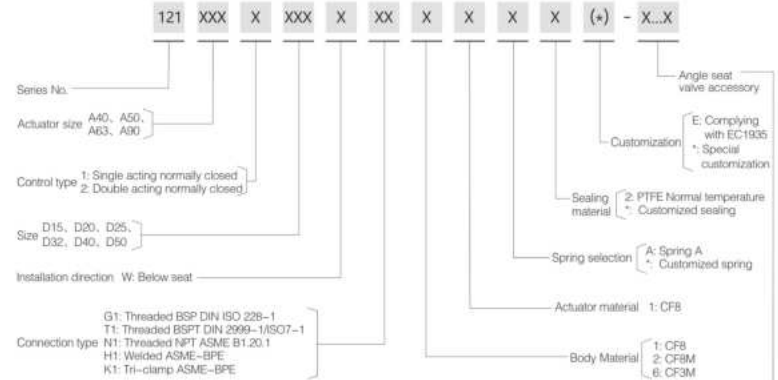 121 XXX X XXX X XX X X X X (*) - X...X
Series No.
Actuator size A40、A50、
A63、A90
Control type 1: Single acting normally closed
2: Double acting normally closed
Size D15、D20、D25、
D32、D40、D50
Installation direction W: Below seat
Connection type
G1: Threaded BSP DIN ISO 228-1
T1: Threaded BSPT DIN 2999-1/ISO7-1
N1: Threaded NPT ASME B1.20.1
H1: Welded ASME-BPE
K1: Tri-clamp ASME-BPE
Angle seat
valve accessory
Customization
E: Complying
with EC1935
*: Special
customization
Sealing
material
2: PTFE Normal temperature
*: Customized sealing
Spring selection
A: Spring A
*: Customized spring
Actuator material 1: CF8
Body Material
1: CF8
2: CF8M
6: CF3M